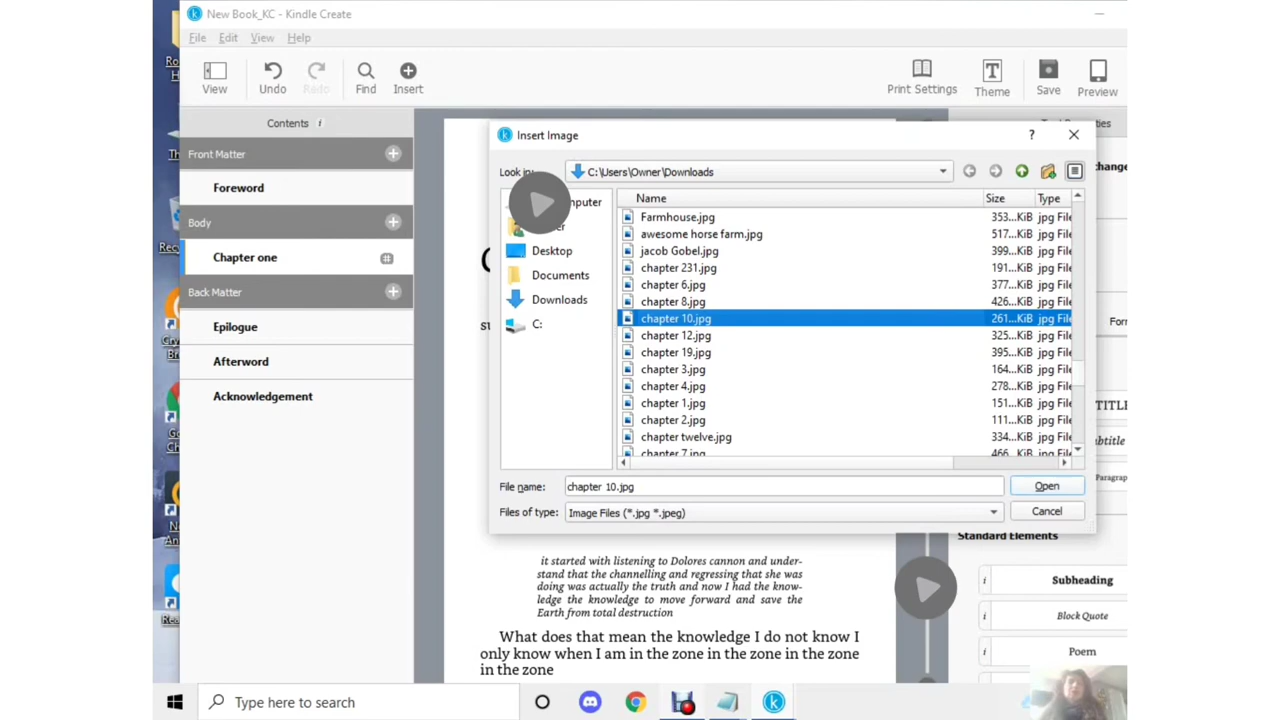 New Book_KC - Kindle Create
File Edit View Help
View Undo Redo Find Insert Print Settings Theme Save Preview
Contents i
Front Matter
Foreword
Body
Chapter one
Back Matter
Epilogue
Afterword
Acknowledgement
Insert Image
?
Look in:
C:\Users\Owner\Downloads
Desktop
Documents
Downloads
C:
Name Size Type
Farmhouse.jpg 353...KiB jpg File
awesome horse farm.jpg 517...KiB jpg File
jacob Gobel.jpg 399...KiB jpg File
chapter 231.jpg 191...KiB jpg File
chapter 6.jpg 377...KiB jpg File
chapter 8.jpg 426...KiB jpg File
chapter 10.jpg 261...KiB jpg File
chapter 12.jpg 325...KiB jpg File
chapter 19.jpg 395...KiB jpg File
chapter 3.jpg 164...KiB jpg File
chapter 4.jpg 278...KiB jpg File
chapter 1.jpg 151...KiB jpg File
chapter 2.jpg 111...KiB jpg File
chapter twelve.jpg 334...KiB jpg File
chapter 7.jpg 466...KiB jpg File
File name: chapter 10.jpg Open
Files of type: Image Files (*.jpg *.jpeg) Cancel
it started with listening to Dolores cannon and under-
stand that the channelling and regressing that she was
doing was actually the truth and now I had the know-
ledge the knowledge to move forward and save the
Earth from total destruction
What does that mean the knowledge I do not know I
only know when I am in the zone in the zone in the zone
in the zone
Standard Elements
i Subheading
i Block Quote
i Poem
Type here to search